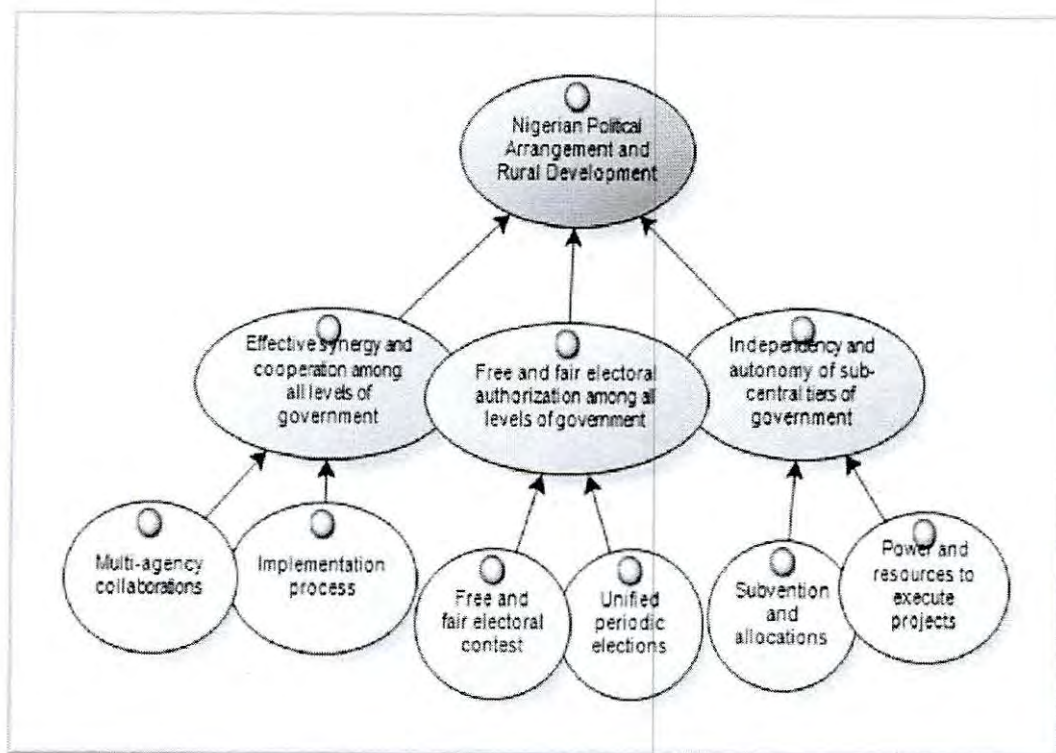 Nigerian Political
Arrangement and
Rural Development
Effective synergy and
cooperation among
all levels of
government
Free and fair electoral
authorization among all
levels of government
Independency and
autonomy of sub-
central tiers of
government
Multi-agency
collaborations
Implementation
process
Free and
fair electoral
contest
Unified
periodic
elections
Subvention
and
allocations
Power and
resources to
execute
projects